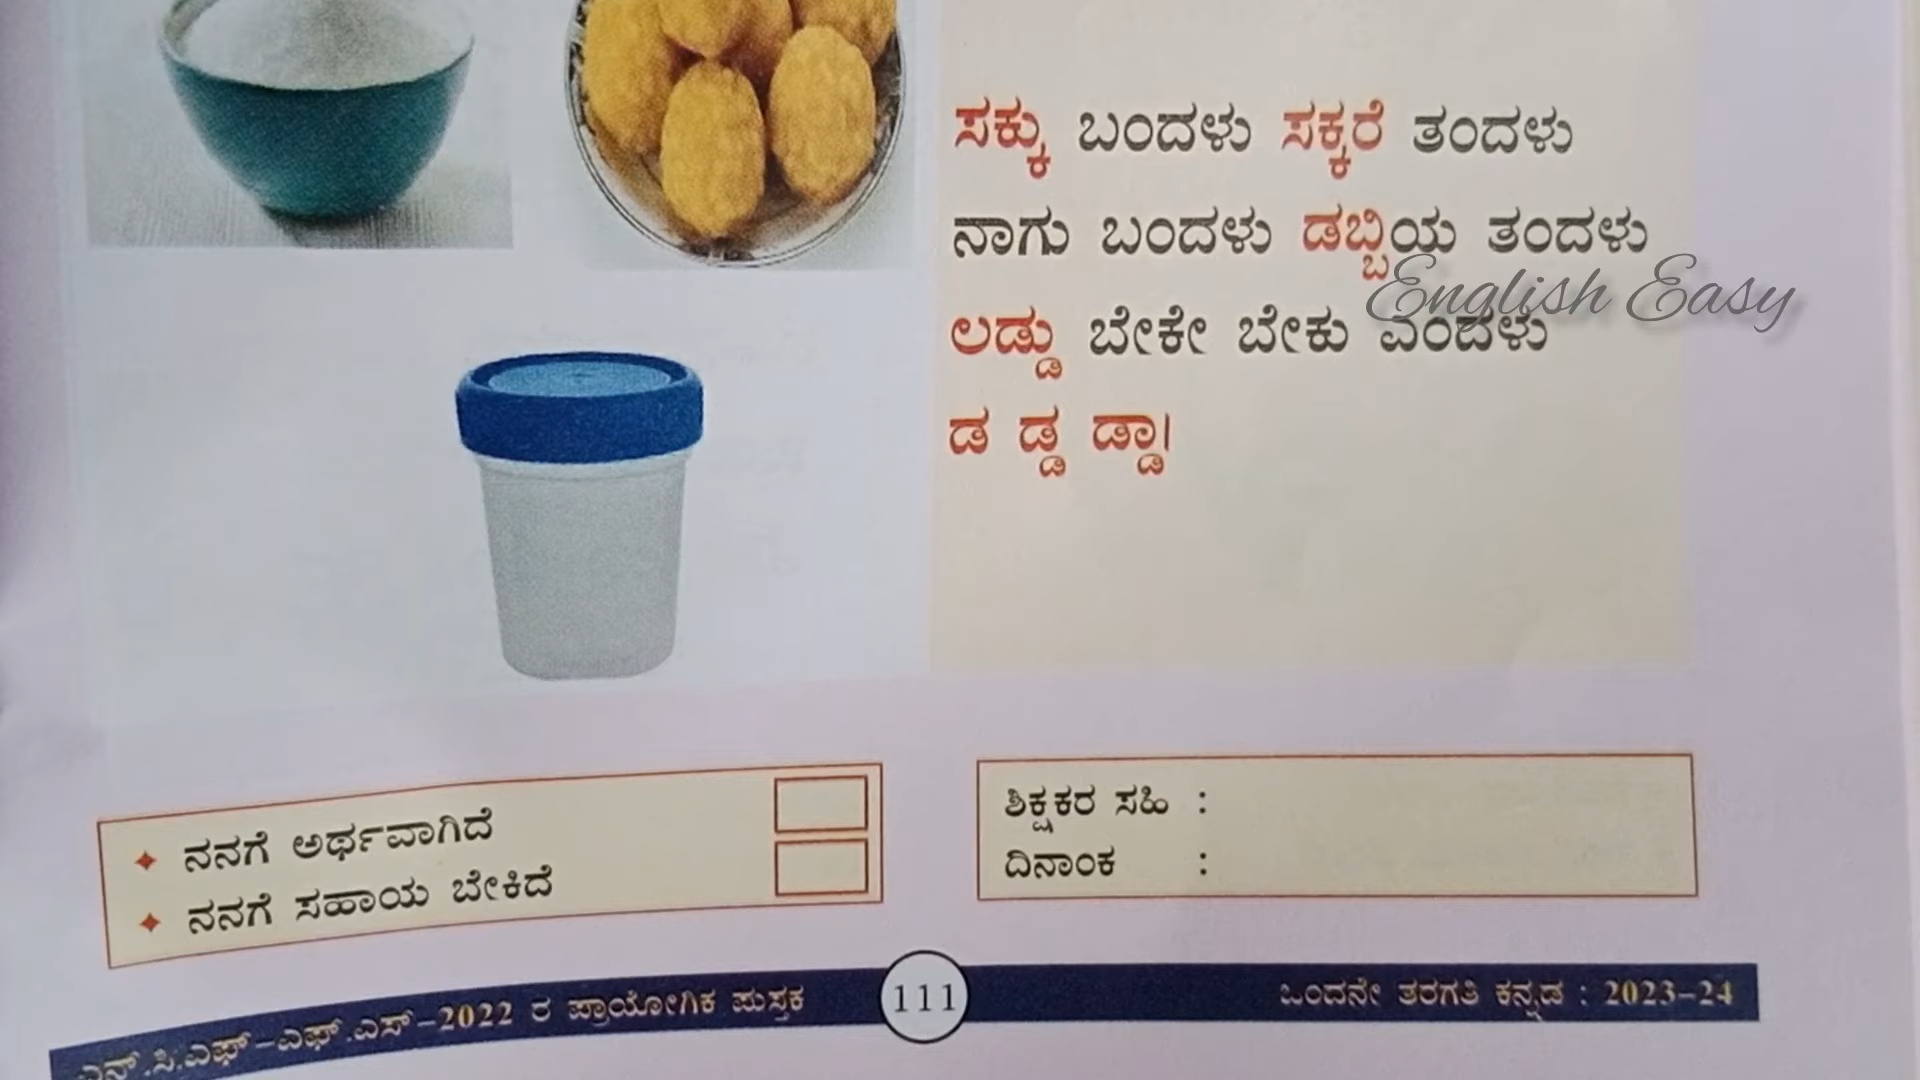 ಸಕ್ಕು ಬಂದಳು ಸಕ್ಕರೆ ತಂದಳು
ನಾಗು ಬಂದಳು ಡಬ್ಬಿಯ ತಂದಳು
English Easy
ಲಡ್ಡು ಬೇಕೇ ಬೇಕು ಎಂದಳು
ಡ ಡ್ಡ ಡ್ಡಾ।
ನನಗೆ ಅರ್ಥವಾಗಿದೆ
ನನಗೆ ಸಹಾಯ ಬೇಕಿದೆ
ಶಿಕ್ಷಕರ ಸಹಿ :
ದಿನಾಂಕ :
ಎನ್.ಸಿ.ಎಫ್-ಎಫ್.ಎಸ್-2022 ರ ಪ್ರಾಯೋಗಿಕ ಪುಸ್ತಕ
111
ಒಂದನೇ ತರಗತಿ ಕನ್ನಡ : 2023-24